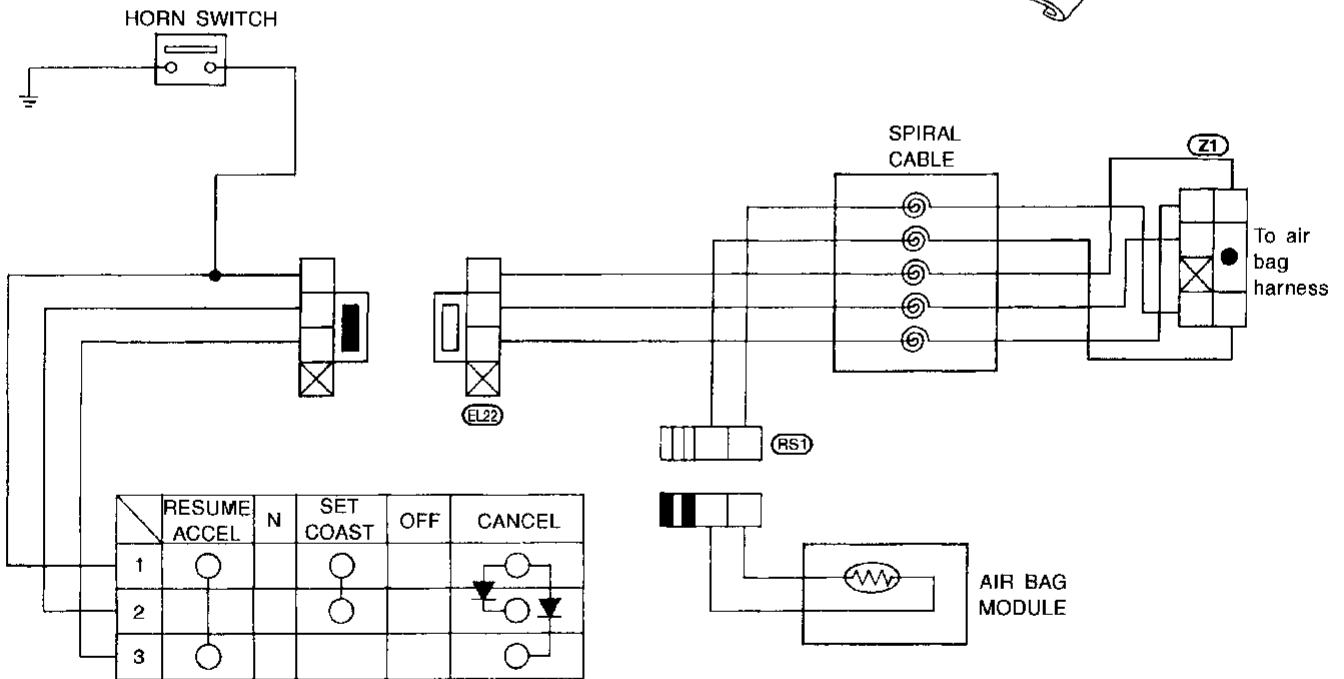 HORN SWITCH
SPIRAL
CABLE
Z1
To air
bag
harness
EL22
RS1
RESUME
ACCEL
N
SET
COAST
OFF
CANCEL
1
2
3
AIR BAG
MODULE